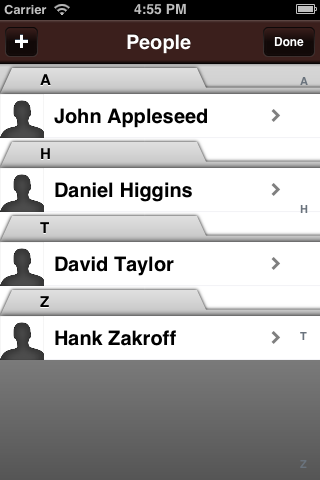 Carrier 4:55 PM
+ People Done
A A
John Appleseed
H
Daniel Higgins
H
T
David Taylor
Z
Hank Zakroff
T
Z